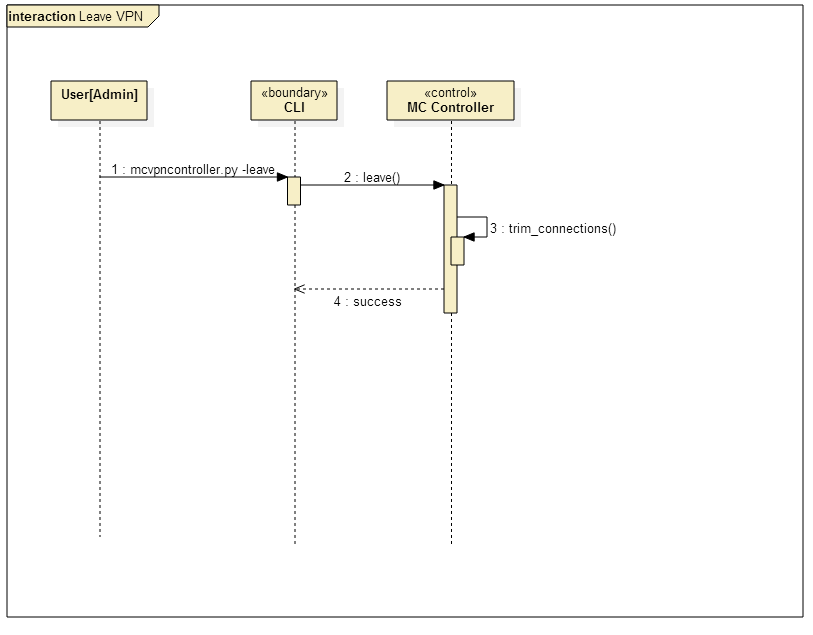 interaction Leave VPN
User[Admin]
«boundary»
CLI
«control»
MC Controller
1 : mcvpncontroller.py -leave
2 : leave()
3 : trim_connections()
4 : success